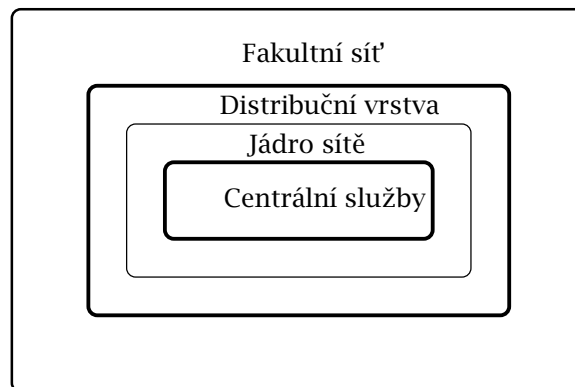 Fakultní síť
Distribuční vrstva
Jádro sítě
Centrální služby